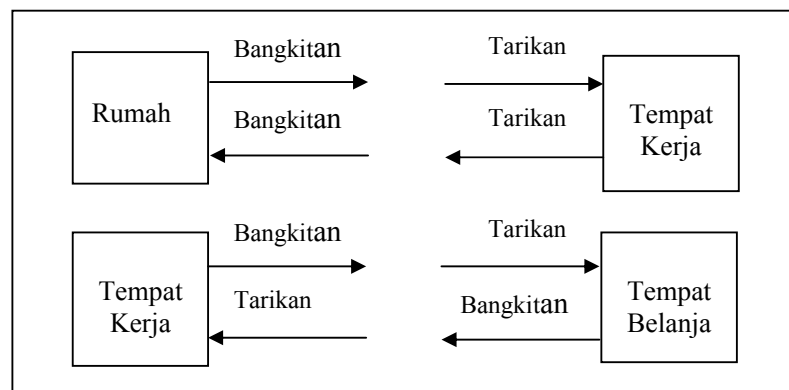 Bangkitan
Tarikan
Rumah
Bangkitan
Tarikan
Tempat
Kerja
Bangkitan
Tarikan
Tempat
Kerja
Tarikan
Bangkitan
Tempat
Belanja